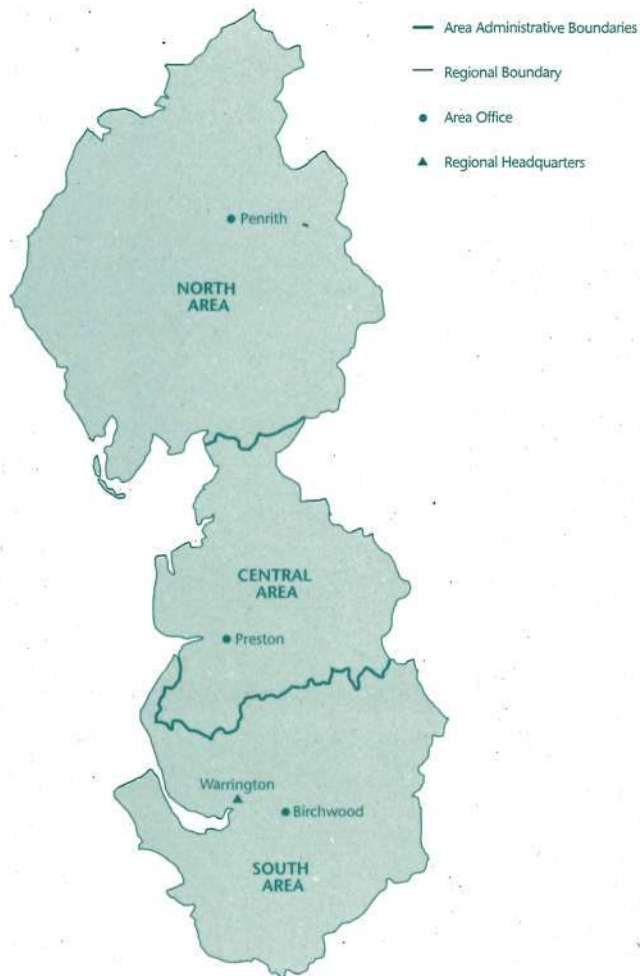 Area Administrative Boundaries
Regional Boundary
Area Office
Regional Headquarters
Penrith
NORTH
AREA
CENTRAL
AREA
Preston
Warrington
Birchwood
SOUTH
AREA